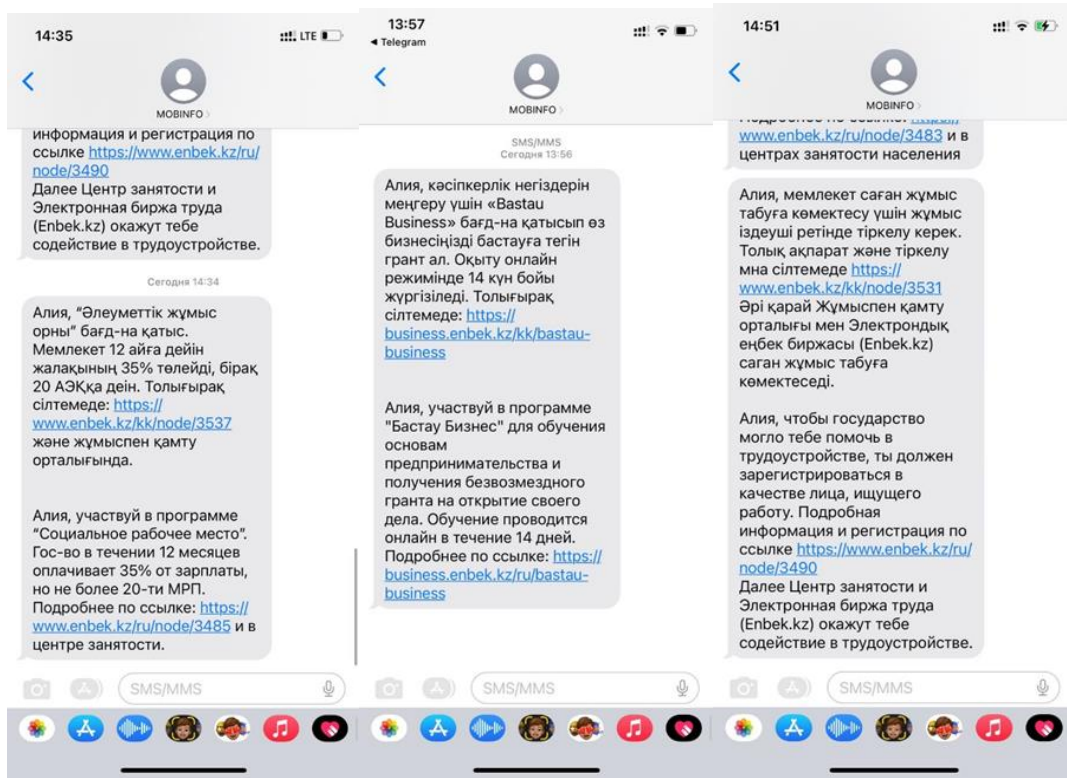 14:35
LTE
MOBINFO
информация и регистрация по
ссылке https://www.enbek.kz/ru/
node/3490
Далее Центр занятости и
Электронная биржа труда
(Enbek.kz) окажут тебе
содействие в трудоустройстве.
Сегодня 14:34
Алия, “Әлеуметтік жұмыс
орны” бағд-на қатыс.
Мемлекет 12 айға дейін
жалақының 35% төлейді, бірақ
20 АЭКқа деін. Толығырақ
сілтемеде: https://
www.enbek.kz/kk/node/3537
және жұмыспен қамту
орталығында.
Алия, участвуй в программе
“Социальное рабочее место”.
Гос-во в течении 12 месяцев
оплачивает 35% от зарплаты,
но не более 20-ти МРП.
Подробнее по ссылке: https://
www.enbek.kz/ru/node/3485 и в
центре занятости.
SMS/MMS
13:57
Telegram
MOBINFO
SMS/MMS
Сегодня 13:56
Алия, кәсіпкерлік негіздерін
меңгеру үшін «Bastau
Business» бағд-на қатысып өз
бизнесіңізді бастауға тегін
грант ал. Оқыту онлайн
режимінде 14 күн бойы
жүргізіледі. Толығырақ
сілтемеде: https://
business.enbek.kz/kk/bastau-
business
Алия, участвуй в программе
"Бастау Бизнес" для обучения
основам
предпринимательства и
получения безвозмездного
гранта на открытие своего
дела. Обучение проводится
онлайн в течение 14 дней.
Подробнее по ссылке: https://
business.enbek.kz/ru/bastau-
business
SMS/MMS
14:51
MOBINFO
Подробнее по ссылке: https://
www.enbek.kz/ru/node/3483 и в
центрах занятости населения
Алия, мемлекет саған жұмыс
табуға көмектесу үшін жұмыс
іздеуші ретінде тіркелу керек.
Толық ақпарат және тіркелу
мна сілтемеде https://
www.enbek.kz/kk/node/3531
Әрі қарай Жұмыспен қамту
орталығы мен Электрондық
еңбек биржасы (Enbek.kz)
саган жұмыс табуға
көмектеседі.
Алия, чтобы государство
могло тебе помочь в
трудоустройстве, ты должен
зарегистрироваться в
качестве лица, ищущего
работу. Подробная
информация и регистрация по
ссылке https://www.enbek.kz/ru/
node/3490
Далее Центр занятости и
Электронная биржа труда
(Enbek.kz) окажут тебе
содействие в трудоустройстве.
SMS/MMS